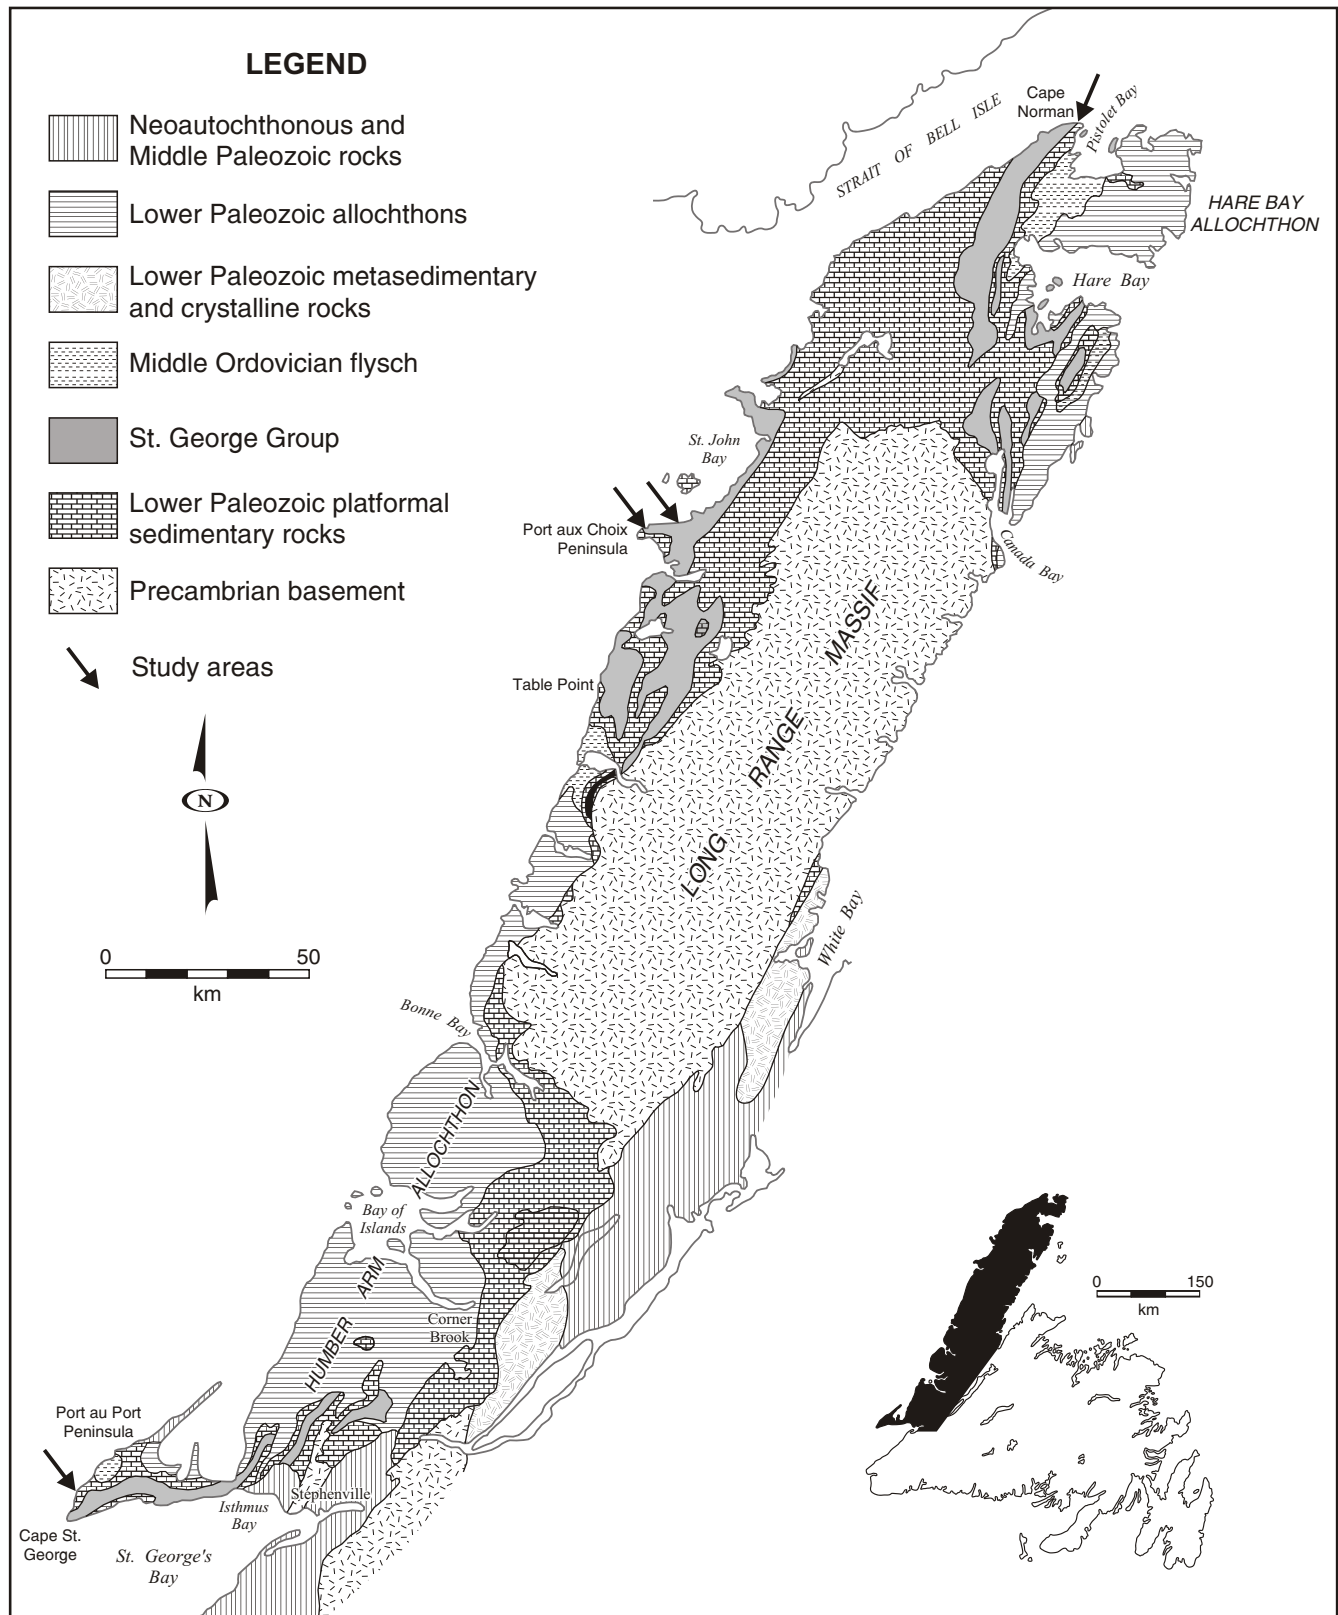 LEGEND
Neoautochthonous and
Middle Paleozoic rocks
Lower Paleozoic allochthons
Lower Paleozoic metasedimentary
and crystalline rocks
Middle Ordovician flysch
St. George Group
Lower Paleozoic platformal
sedimentary rocks
Precambrian basement
Study areas
N
0 50
km
Cape
Norman
Pistolet Bay
STRAIT OF BELL ISLE
HARE BAY
ALLOCHTHON
Hare Bay
St. John
Bay
Port aux Choix
Peninsula
Canada Bay
Table Point
LONG RANGE MASSIF
White Bay
Bonne Bay
HUMBER ARM ALLOCHTHON
Bay of
Islands
Corner
Brook
Port au Port
Peninsula
Stephenville
Isthmus
Bay
Cape St.
George
St. George's
Bay
0 150
km